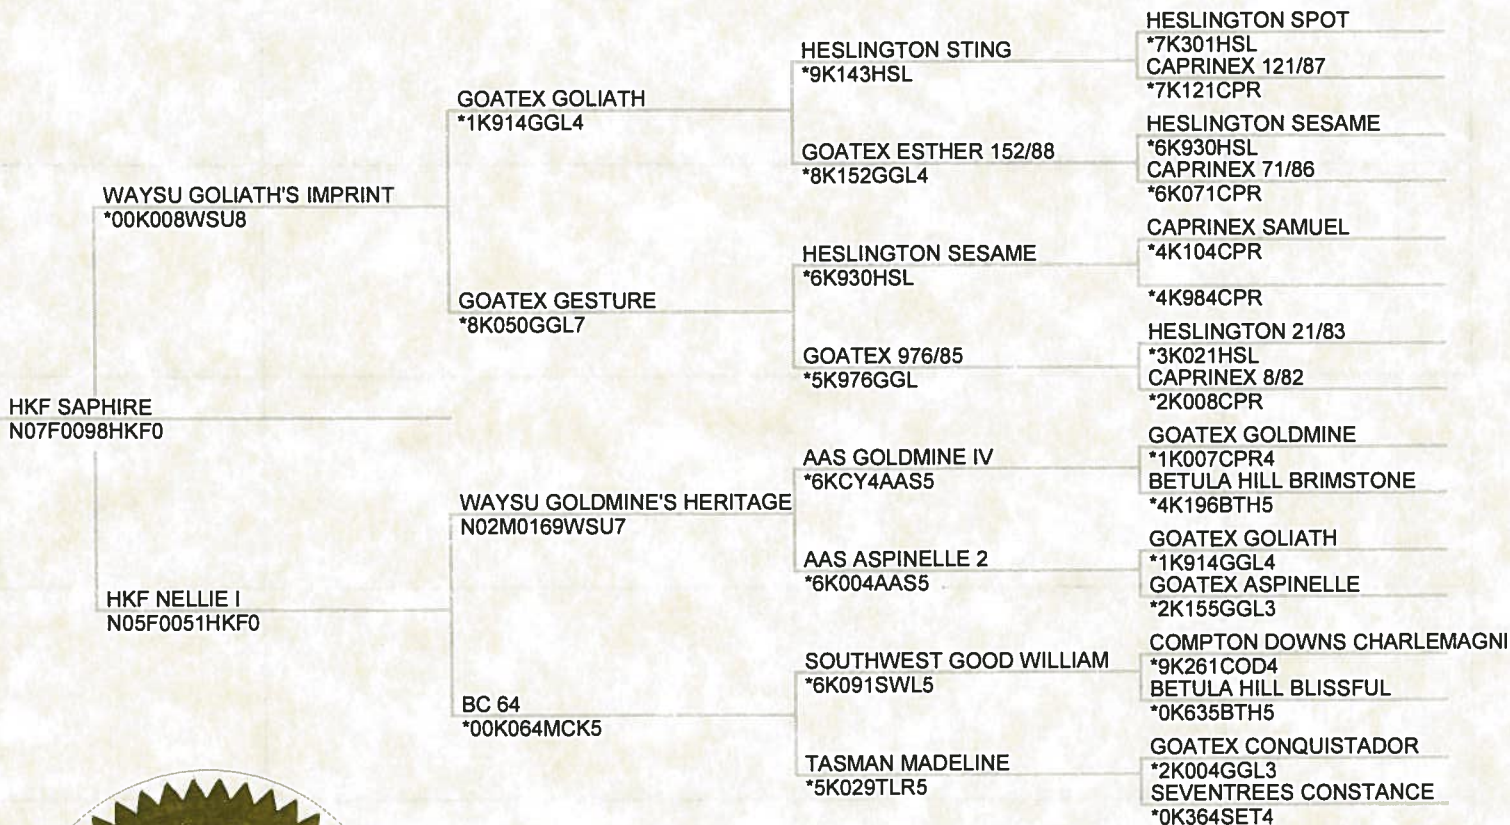 HKF SAPHIRE
N07F0098HKF0
WAYSU GOLIATH'S IMPRINT
*00K008WSU8
HKF NELLIE I
N05F0051HKF0
GOATEX GOLIATH
*1K914GGL4
GOATEX GESTURE
*8K050GGL7
WAYSU GOLDMINE'S HERITAGE
N02M0169WSU7
BC 64
*00K064MCK5
HESLINGTON STING
*9K143HSL
GOATEX ESTHER 152/88
*8K152GGL4
HESLINGTON SESAME
*6K930HSL
GOATEX 976/85
*5K976GGL
AAS GOLDMINE IV
*6KCY4AAS5
AAS ASPINELLE 2
*6K004AAS5
SOUTHWEST GOOD WILLIAM
*6K091SWL5
TASMAN MADELINE
*5K029TLR5
HESLINGTON SPOT
*7K301HSL
CAPRINEX 121/87
*7K121CPR
HESLINGTON SESAME
*6K930HSL
CAPRINEX 71/86
*6K071CPR
CAPRINEX SAMUEL
*4K104CPR
*4K984CPR
HESLINGTON 21/83
*3K021HSL
CAPRINEX 8/82
*2K008CPR
GOATEX GOLDMINE
*1K007CPR4
BETULA HILL BRIMSTONE
*4K196BTH5
GOATEX GOLIATH
*1K914GGL4
GOATEX ASPINELLE
*2K155GGL3
COMPTON DOWNS CHARLEMAGNI
*9K261COD4
BETULA HILL BLISSFUL
*0K635BTH5
GOATEX CONQUISTADOR
*2K004GGL3
SEVENTREES CONSTANCE
*0K364SET4